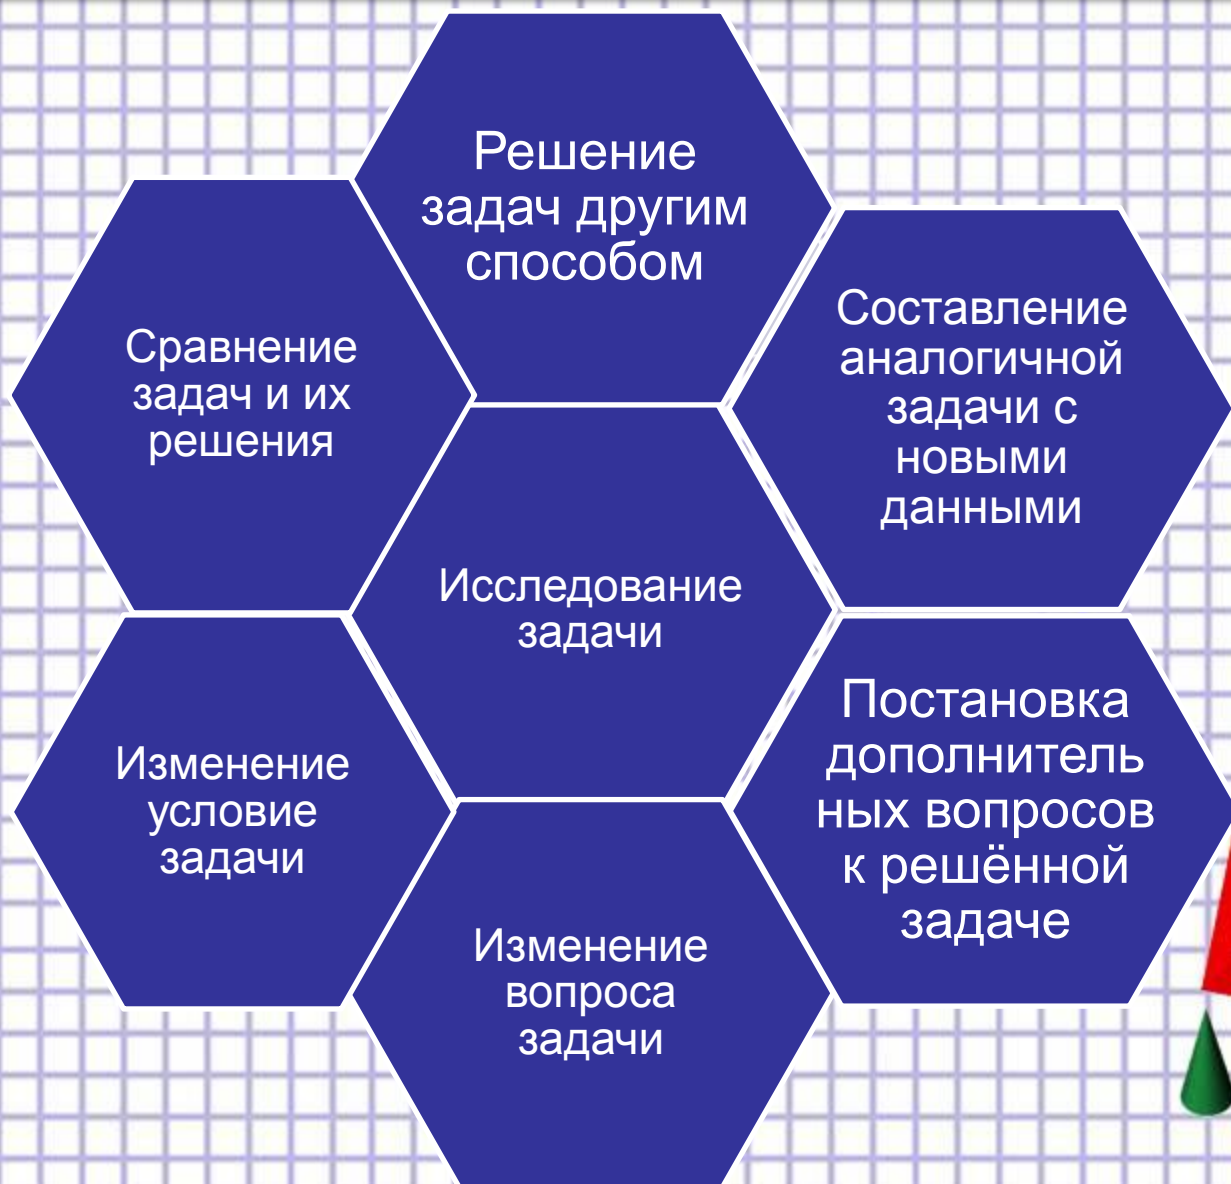 Решение
задач другим
способом
Сравнение
задач и их
решения
Составление
аналогичной
задачи с
новыми
данными
Исследование
задачи
Изменение
условие
задачи
Постановка
дополнитель
ных вопросов
к решённой
задаче
Изменение
вопроса
задачи